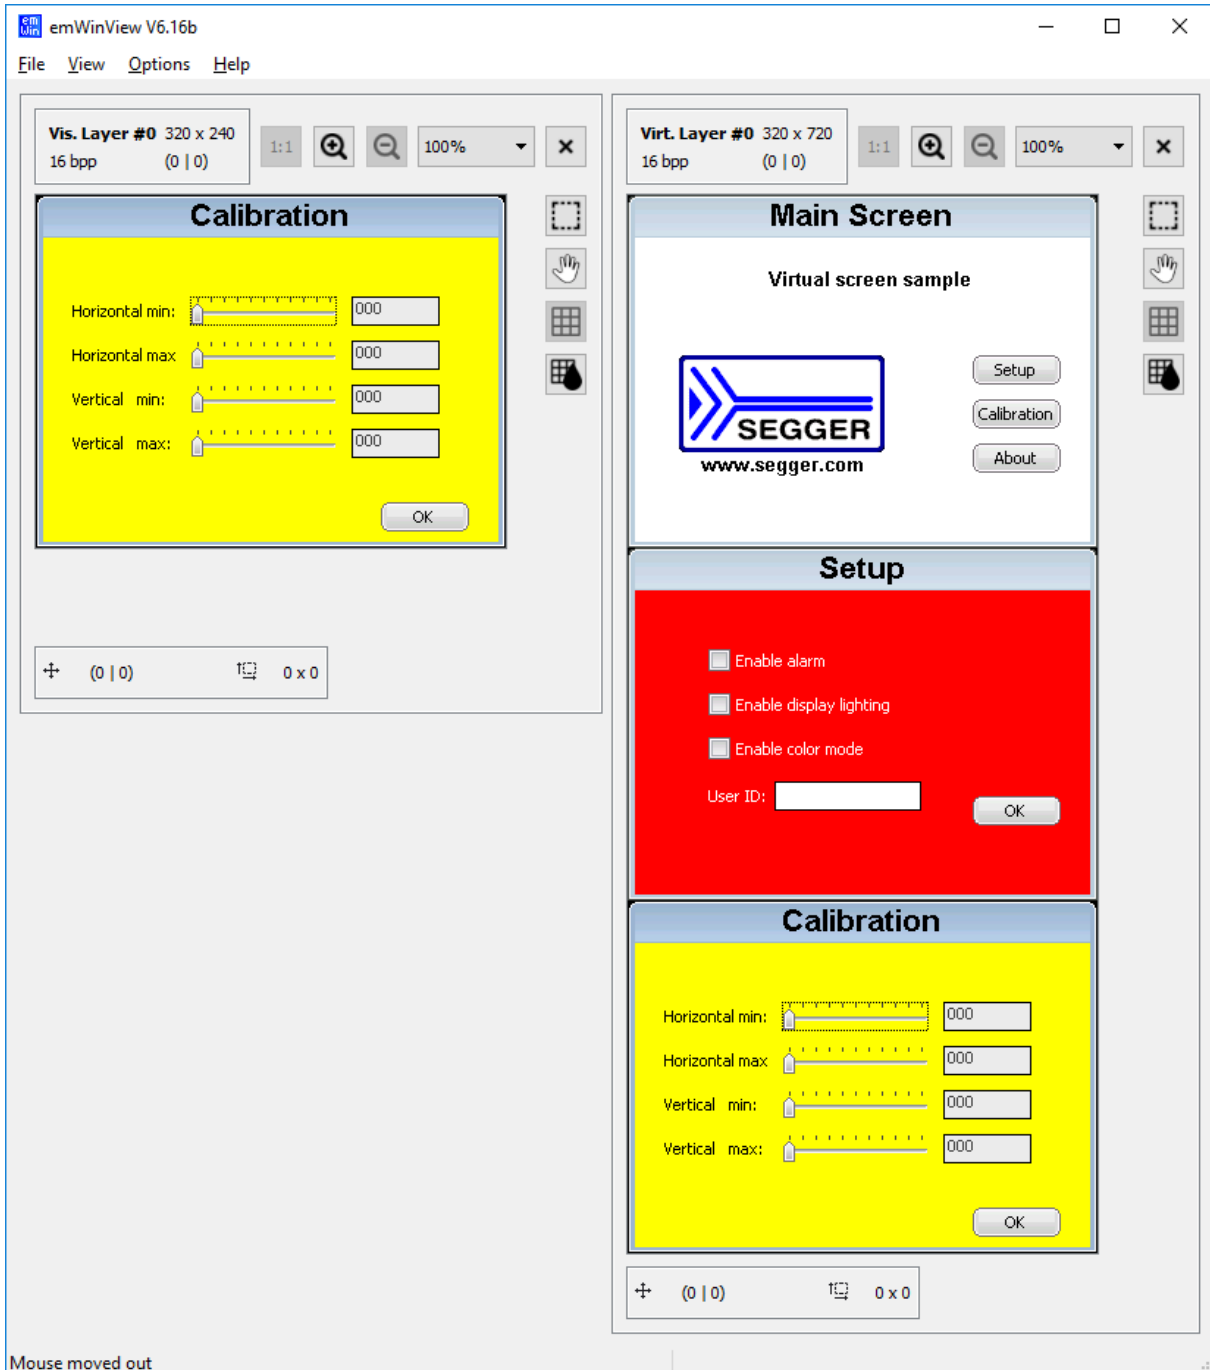 emWinView V6.16b
File View Options Help
Vis. Layer #0 320 x 240
16 bpp (0 | 0)
1:1
100%
Calibration
Horizontal min: 000
Horizontal max 000
Vertical min: 000
Vertical max: 000
OK
(0 | 0) 0 x 0
Virt. Layer #0 320 x 720
16 bpp (0 | 0)
1:1
100%
Main Screen
Virtual screen sample
SEGGER
www.segger.com
Setup
Calibration
About
Setup
Enable alarm
Enable display lighting
Enable color mode
User ID:
OK
Calibration
Horizontal min: 000
Horizontal max 000
Vertical min: 000
Vertical max: 000
OK
(0 | 0) 0 x 0
Mouse moved out